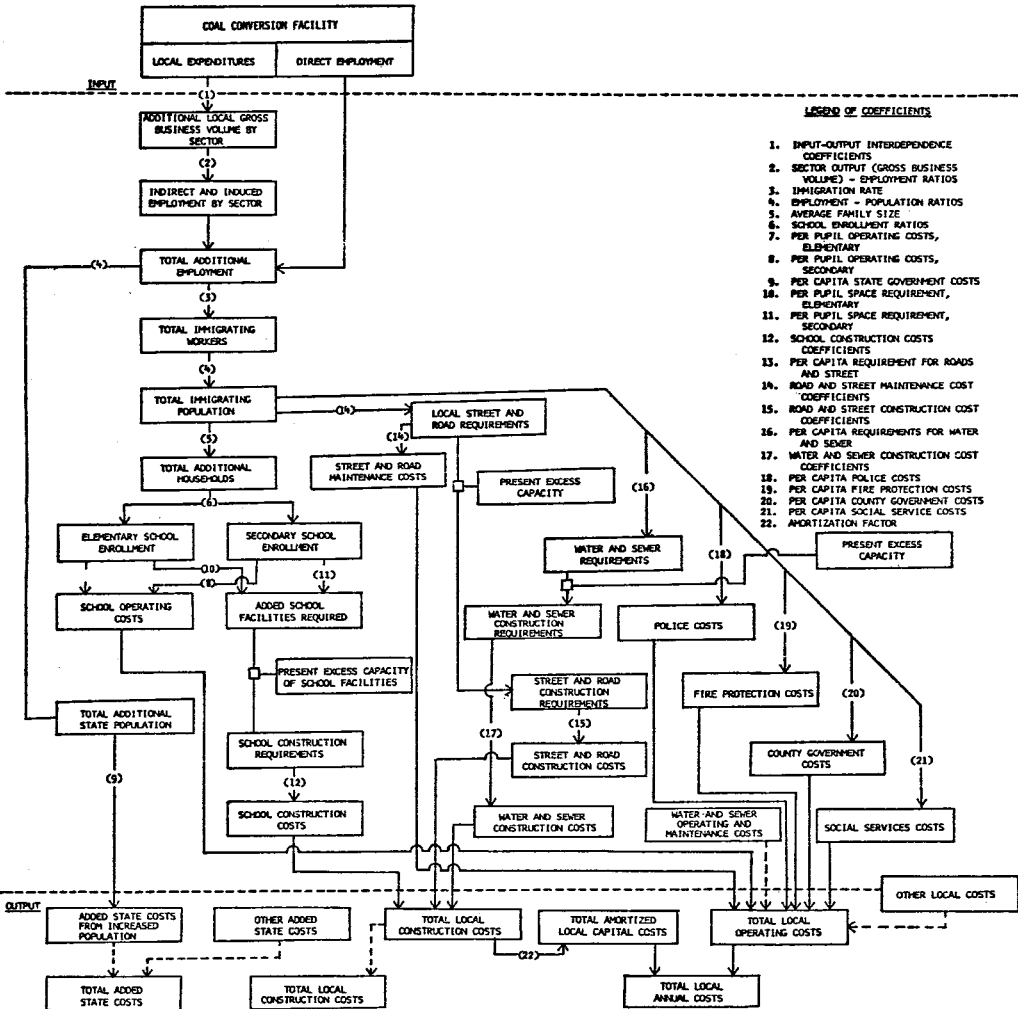 COAL CONVERSION FACILITY
LOCAL EXPENDITURES
DIRECT EMPLOYMENT
INPUT
(1)
ADDITIONAL LOCAL GROSS
BUSINESS VOLUME BY
SECTOR
(2)
INDIRECT AND INDUCED
EMPLOYMENT BY SECTOR
(4)
TOTAL ADDITIONAL
EMPLOYMENT
(3)
TOTAL IMMIGRATING
WORKERS
(4)
TOTAL IMMIGRATING
POPULATION
(5)
TOTAL ADDITIONAL
HOUSEHOLDS
(6)
LEGEND OF COEFFICIENTS
1. INPUT-OUTPUT INTERDEPENDENCE
COEFFICIENTS
2. SECTOR OUTPUT (GROSS BUSINESS
VOLUME) - EMPLOYMENT RATIOS
3. IMMIGRATION RATE
4. EMPLOYMENT - POPULATION RATIOS
5. AVERAGE FAMILY SIZE
6. SCHOOL ENROLLMENT RATIOS
7. PER PUPIL OPERATING COSTS,
ELEMENTARY
8. PER PUPIL OPERATING COSTS,
SECONDARY
9. PER CAPITA STATE GOVERNMENT COSTS
10. PER PUPIL SPACE REQUIREMENT,
ELEMENTARY
11. PER PUPIL SPACE REQUIREMENT,
SECONDARY
12. SCHOOL CONSTRUCTION COSTS
COEFFICIENTS
13. PER CAPITA REQUIREMENT FOR ROADS
AND STREET
14. ROAD AND STREET MAINTENANCE COST
COEFFICIENTS
15. ROAD AND STREET CONSTRUCTION COST
COEFFICIENTS
16. PER CAPITA REQUIREMENTS FOR WATER
AND SEWER
17. WATER AND SEWER CONSTRUCTION COST
COEFFICIENTS
18. PER CAPITA POLICE COSTS
19. PER CAPITA FIRE PROTECTION COSTS
20. PER CAPITA COUNTY GOVERNMENT COSTS
21. PER CAPITA SOCIAL SERVICE COSTS
22. AMORTIZATION FACTOR
(14)
LOCAL STREET AND
ROAD REQUIREMENTS
(14)
STREET AND ROAD
MAINTENANCE COSTS
PRESENT EXCESS
CAPACITY
(16)
ELEMENTARY SCHOOL
ENROLLMENT
SECONDARY SCHOOL
ENROLLMENT
WATER AND SEWER
REQUIREMENTS
(18)
PRESENT EXCESS
CAPACITY
(10)
(8)
(11)
SCHOOL OPERATING
COSTS
ADDED SCHOOL
FACILITIES REQUIRED
WATER AND SEWER
CONSTRUCTION
REQUIREMENTS
POLICE COSTS
(19)
PRESENT EXCESS CAPACITY
OF SCHOOL FACILITIES
STREET AND ROAD
CONSTRUCTION
REQUIREMENTS
FIRE PROTECTION COSTS
(20)
TOTAL ADDITIONAL
STATE POPULATION
SCHOOL CONSTRUCTION
REQUIREMENTS
(17)
(15)
STREET AND ROAD
CONSTRUCTION COSTS
COUNTY GOVERNMENT
COSTS
(21)
(9)
(12)
SCHOOL CONSTRUCTION
COSTS
WATER AND SEWER
CONSTRUCTION COSTS
WATER AND SEWER
OPERATING AND
MAINTENANCE COSTS
SOCIAL SERVICES COSTS
OUTPUT
OTHER LOCAL COSTS
ADDED STATE COSTS
FROM INCREASED
POPULATION
OTHER ADDED
STATE COSTS
TOTAL LOCAL
CONSTRUCTION COSTS
(22)
TOTAL AMORTIZED
LOCAL CAPITAL COSTS
TOTAL LOCAL
OPERATING COSTS
TOTAL ADDED
STATE COSTS
TOTAL LOCAL
CONSTRUCTION COSTS
TOTAL LOCAL
ANNUAL COSTS